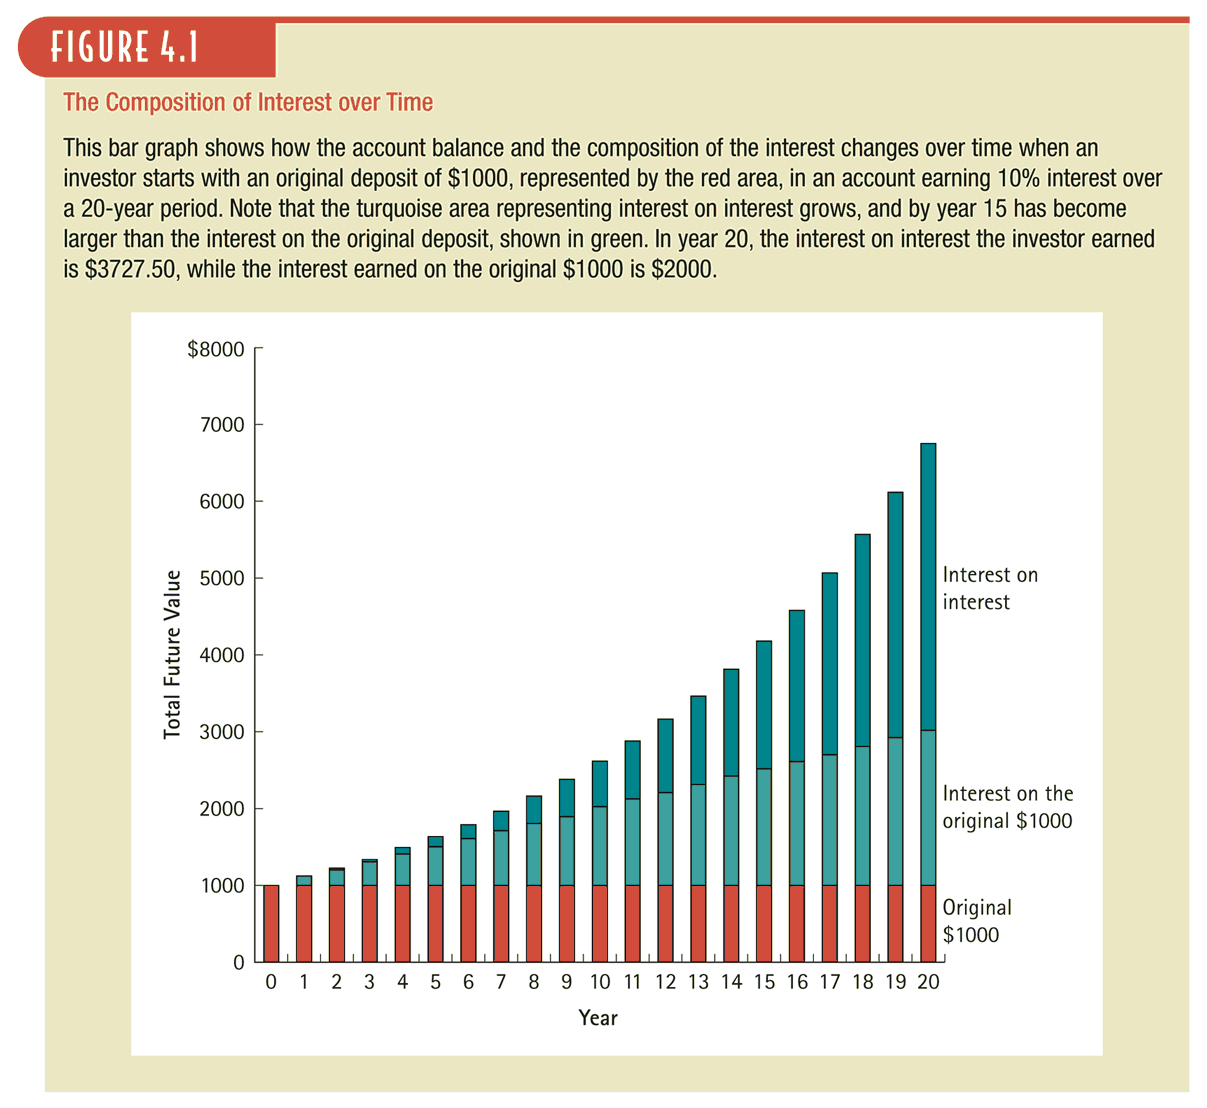 FIGURE 4.1
The Composition of Interest over Time
This bar graph shows how the account balance and the composition of the interest changes over time when an
investor starts with an original deposit of $1000, represented by the red area, in an account earning 10% interest over
a 20-year period. Note that the turquoise area representing interest on interest grows, and by year 15 has become
larger than the interest on the original deposit, shown in green. In year 20, the interest on interest the investor earned
is $3727.50, while the interest earned on the original $1000 is $2000.
$8000
7000
6000
5000
4000
3000
2000
1000
0
Total Future Value
Interest on
interest
Interest on the
original $1000
Original
$1000
0 1 2 3 4 5 6 7 8 9 10 11 12 13 14 15 16 17 18 19 20
Year